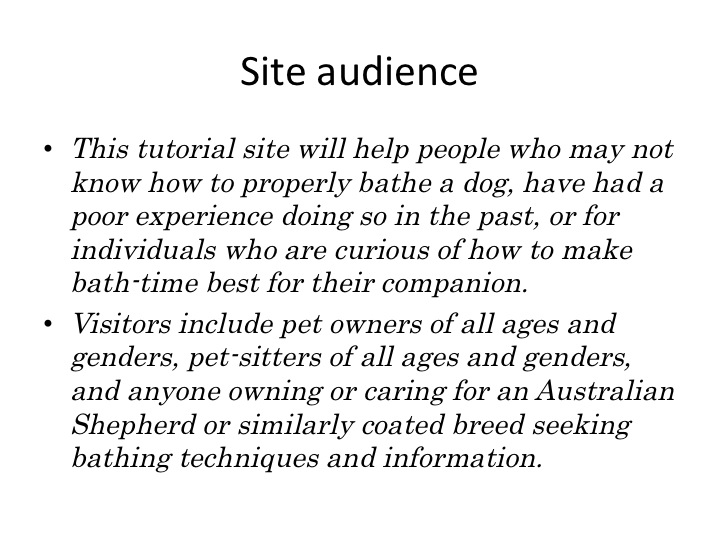 Site audience
• This tutorial site will help people who may not
know how to properly bathe a dog, have had a
poor experience doing so in the past, or for
individuals who are curious of how to make
bath-time best for their companion.
• Visitors include pet owners of all ages and
genders, pet-sitters of all ages and genders,
and anyone owning or caring for an Australian
Shepherd or similarly coated breed seeking
bathing techniques and information.